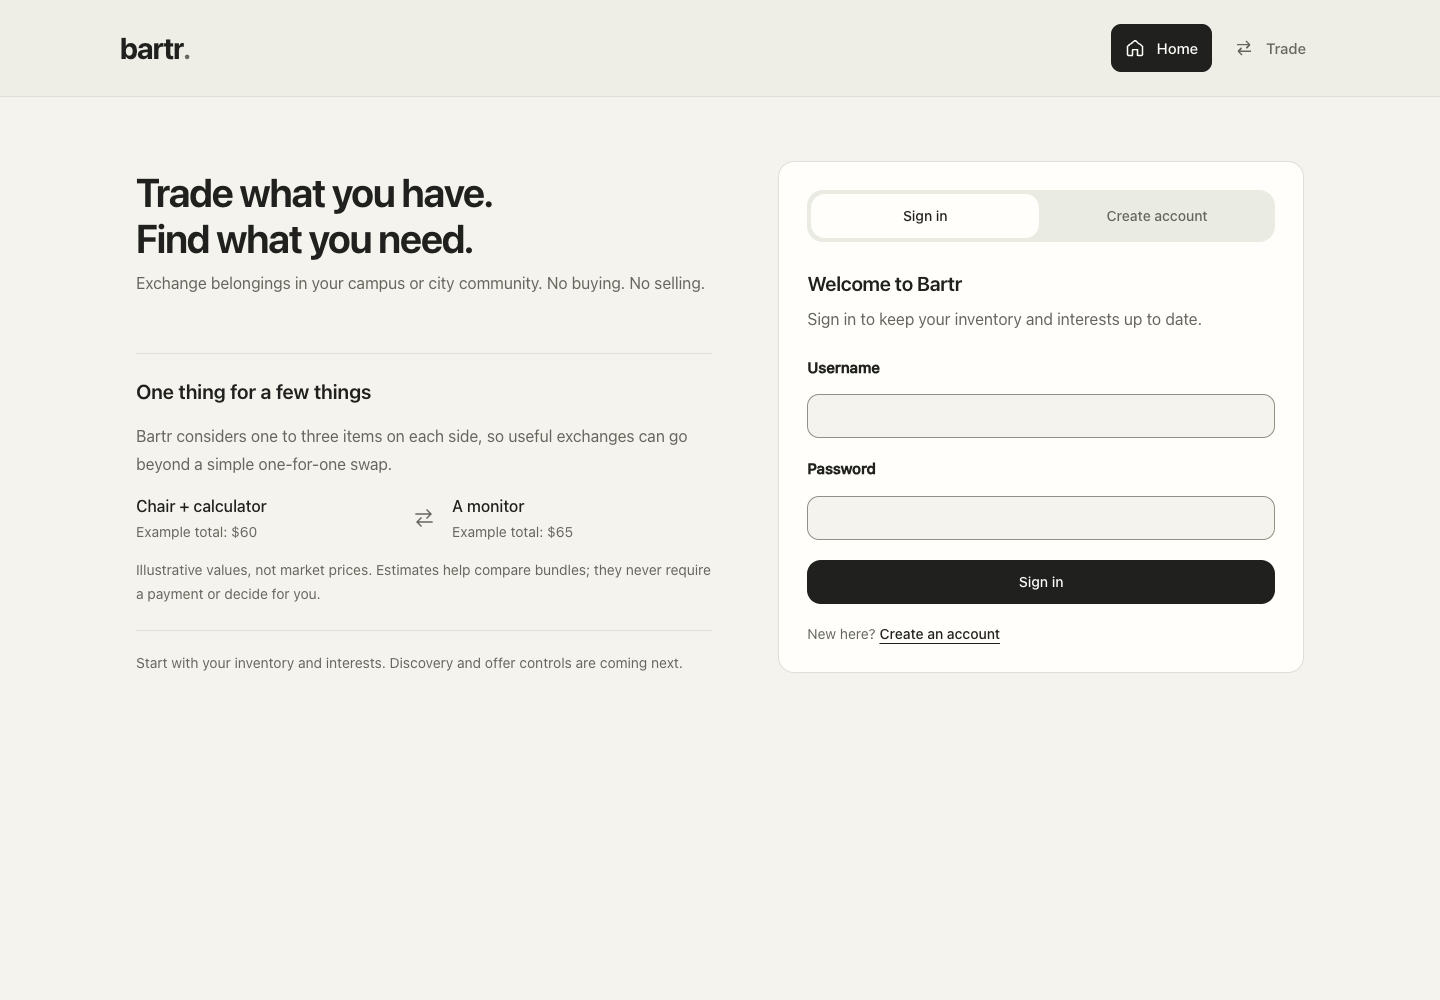 bartr.
Home
Trade
Trade what you have.
Find what you need.
Exchange belongings in your campus or city community. No buying. No selling.
One thing for a few things
Bartr considers one to three items on each side, so useful exchanges can go
beyond a simple one-for-one swap.
Chair + calculator
Example total: $60
A monitor
Example total: $65
Illustrative values, not market prices. Estimates help compare bundles; they never require
a payment or decide for you.
Start with your inventory and interests. Discovery and offer controls are coming next.
Sign in
Create account
Welcome to Bartr
Sign in to keep your inventory and interests up to date.
Username
Password
Sign in
New here? Create an account